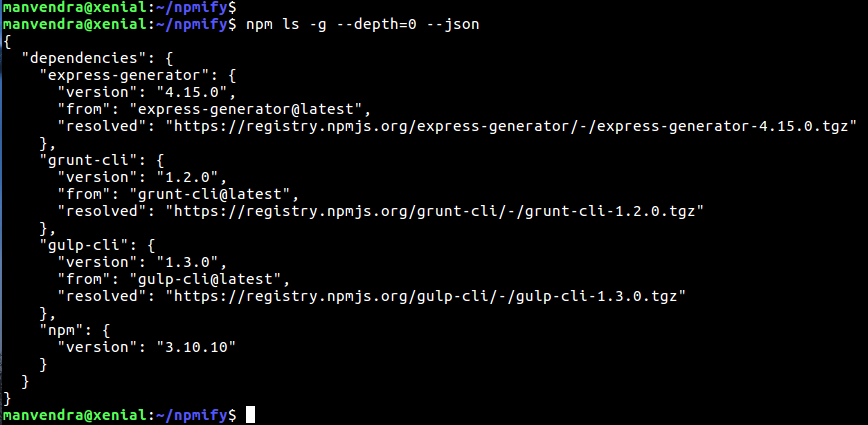 manvendra@xenial:~/npmify$
manvendra@xenial:~/npmify$ npm ls -g --depth=0 --json
{
  "dependencies": {
    "express-generator": {
      "version": "4.15.0",
      "from": "express-generator@latest",
      "resolved": "https://registry.npmjs.org/express-generator/-/express-generator-4.15.0.tgz"
    },
    "grunt-cli": {
      "version": "1.2.0",
      "from": "grunt-cli@latest",
      "resolved": "https://registry.npmjs.org/grunt-cli/-/grunt-cli-1.2.0.tgz"
    },
    "gulp-cli": {
      "version": "1.3.0",
      "from": "gulp-cli@latest",
      "resolved": "https://registry.npmjs.org/gulp-cli/-/gulp-cli-1.3.0.tgz"
    },
    "npm": {
      "version": "3.10.10"
    }
  }
}
manvendra@xenial:~/npmify$